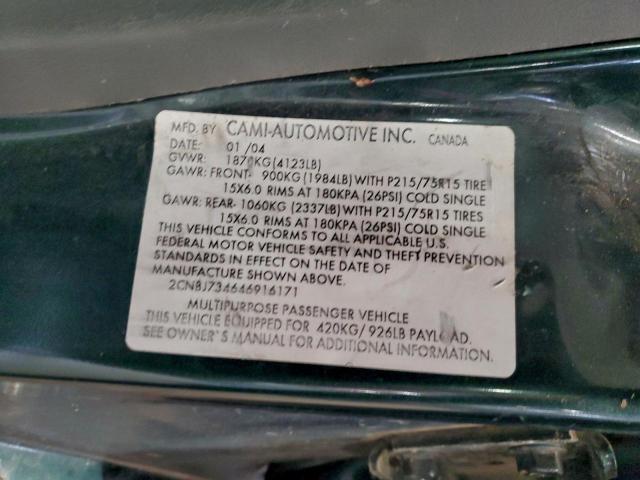 MFD. BY CAMI-AUTOMOTIVE INC. CANADA
DATE: 01/04
GVWR: 1870KG(4123LB)
GAWR: FRONT- 900KG(1984LB)WITH P215/75R15 TIRE
15X6.0 RIMS AT 180KPA (26PSI) COLD SINGLE
GAWR: REAR- 1060KG (2337LB)WITH P215/75R15 TIRES
15X6.0 RIMS AT 180KPA (26PSI) COLD SINGLE
THIS VEHICLE CONFORMS TO ALL APPLICABLE U.S.
FEDERAL MOTOR VEHICLE SAFETY AND THEFT PREVENTION
STANDARDS IN EFFECT ON THE DATE OF
MANUFACTURE SHOWN ABOVE.
2CNBJ734646916171
MULTIPURPOSE PASSENGER VEHICLE
THIS VEHICLE EQUIPPED FOR 420KG/926LB PAYLOAD.
SEE OWNER`S MANUAL FOR ADDITIONAL INFORMATION.